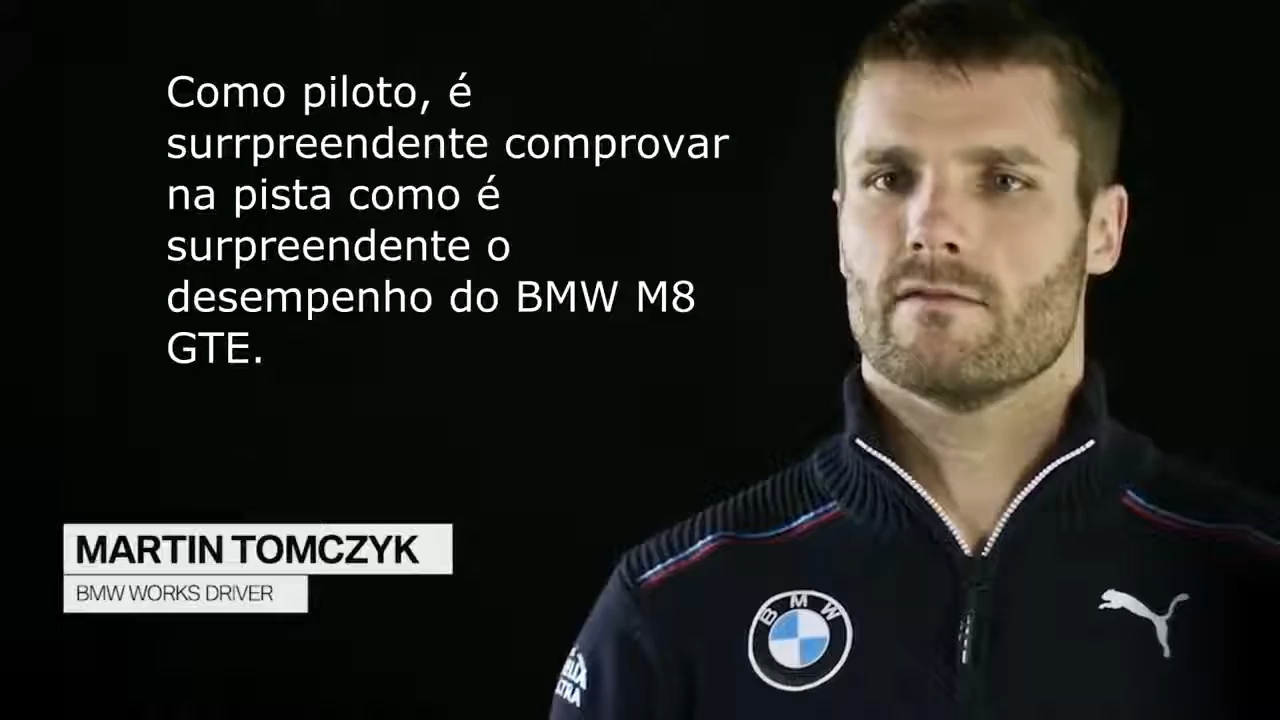 Como piloto, é
surrpreendente comprovar
na pista como é
surpreendente o
desempenho do BMW M8
GTE.
MARTIN TOMCZYK
BMW WORKS DRIVER
BMW